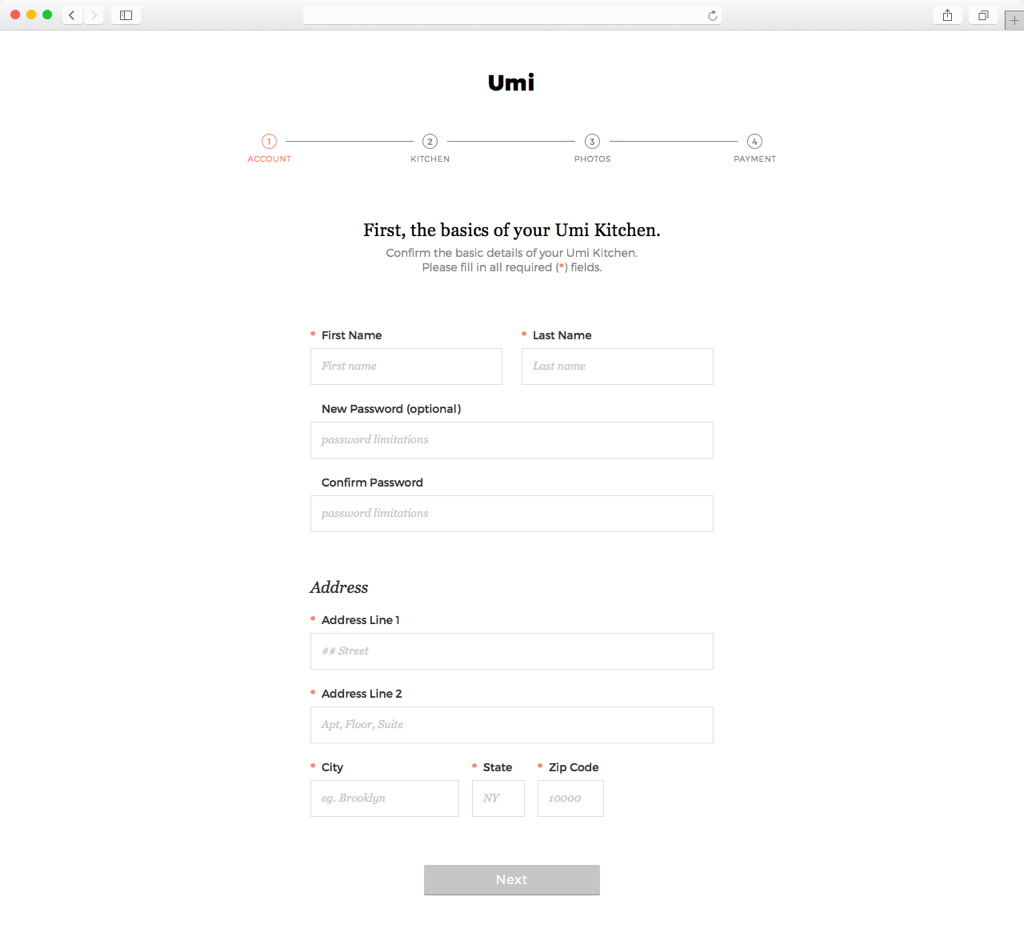 Umi
1 2 3 4
ACCOUNT KITCHEN PHOTOS PAYMENT
First, the basics of your Umi Kitchen.
Confirm the basic details of your Umi Kitchen.
Please fill in all required (*) fields.
* First Name * Last Name
First name Last name
New Password (optional)
password limitations
Confirm Password
password limitations
Address
* Address Line 1
## Street
* Address Line 2
Apt, Floor, Suite
* City * State * Zip Code
eg. Brooklyn NY 10000
Next